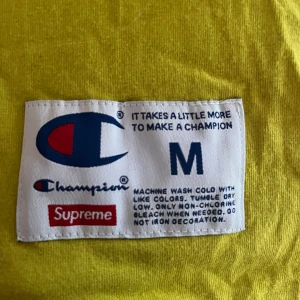 IT TAKES A LITTLE MORE
TO MAKE A CHAMPION
M
Champion
Supreme
MACHINE WASH COLD WITH
LIKE COLORS. TUMBLE DRY
LOW. ONLY NON-CHLORINE
BLEACH WHEN NEEDED. DO
NOT IRON DECORATION.